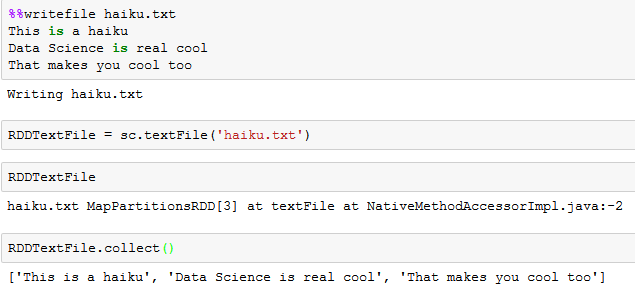 %%writefile haiku.txt
This is a haiku
Data Science is real cool
That makes you cool too
Writing haiku.txt
RDDTextFile = sc.textFile('haiku.txt')
RDDTextFile
haiku.txt MapPartitionsRDD[3] at textFile at NativeMethodAccessorImpl.java:-2
RDDTextFile.collect()
['This is a haiku', 'Data Science is real cool', 'That makes you cool too']